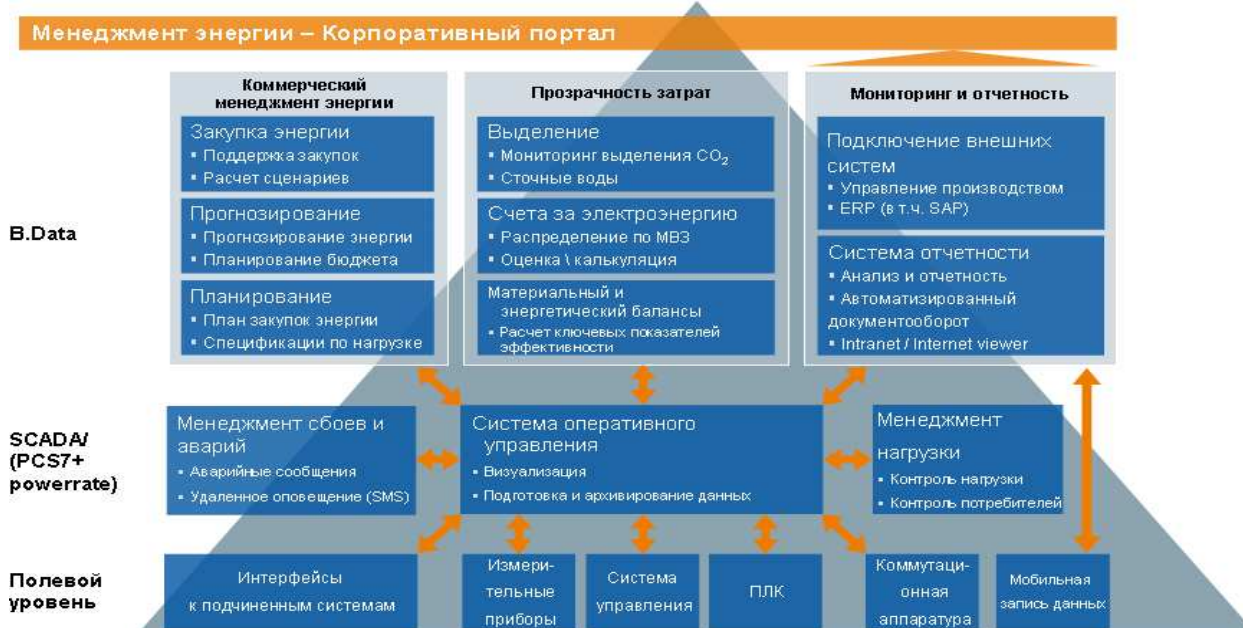 Менеджмент энергии – Корпоративный портал
B.Data
Коммерческий
менеджмент энергии
Закупка энергии
▪ Поддержка закупок
▪ Расчет сценариев
Прогнозирование
▪ Прогнозирование энергии
▪ Планирование бюджета
Планирование
▪ План закупок энергии
▪ Спецификации по нагрузке
Прозрачность затрат
Выделение
▪ Мониторинг выделения CO₂
▪ Сточные воды
Счета за электроэнергию
▪ Распределение по МВЗ
▪ Оценка \ калькуляция
Материальный и
энергетический балансы
▪ Расчет ключевых показателей
эффективности
Мониторинг и отчетность
Подключение внешних
систем
▪ Управление производством
▪ ERP (в т.ч. SAP)
Система отчетности
▪ Анализ и отчетность
▪ Автоматизированный
документооборот
▪ Intranet / Internet viewer
SCADA/
(PCS7+
powerrate)
Менеджмент сбоев и
аварий
▪ Аварийные сообщения
▪ Удаленное оповещение (SMS)
Система оперативного
управления
▪ Визуализация
▪ Подготовка и архивирование данных
Менеджмент
нагрузки
▪ Контроль нагрузки
▪ Контроль потребителей
Полевой
уровень
Интерфейсы
к подчиненным системам
Измери-
тельные
приборы
Система
управления
ПЛК
Коммутаци-
онная
аппаратура
Мобильная
запись данных